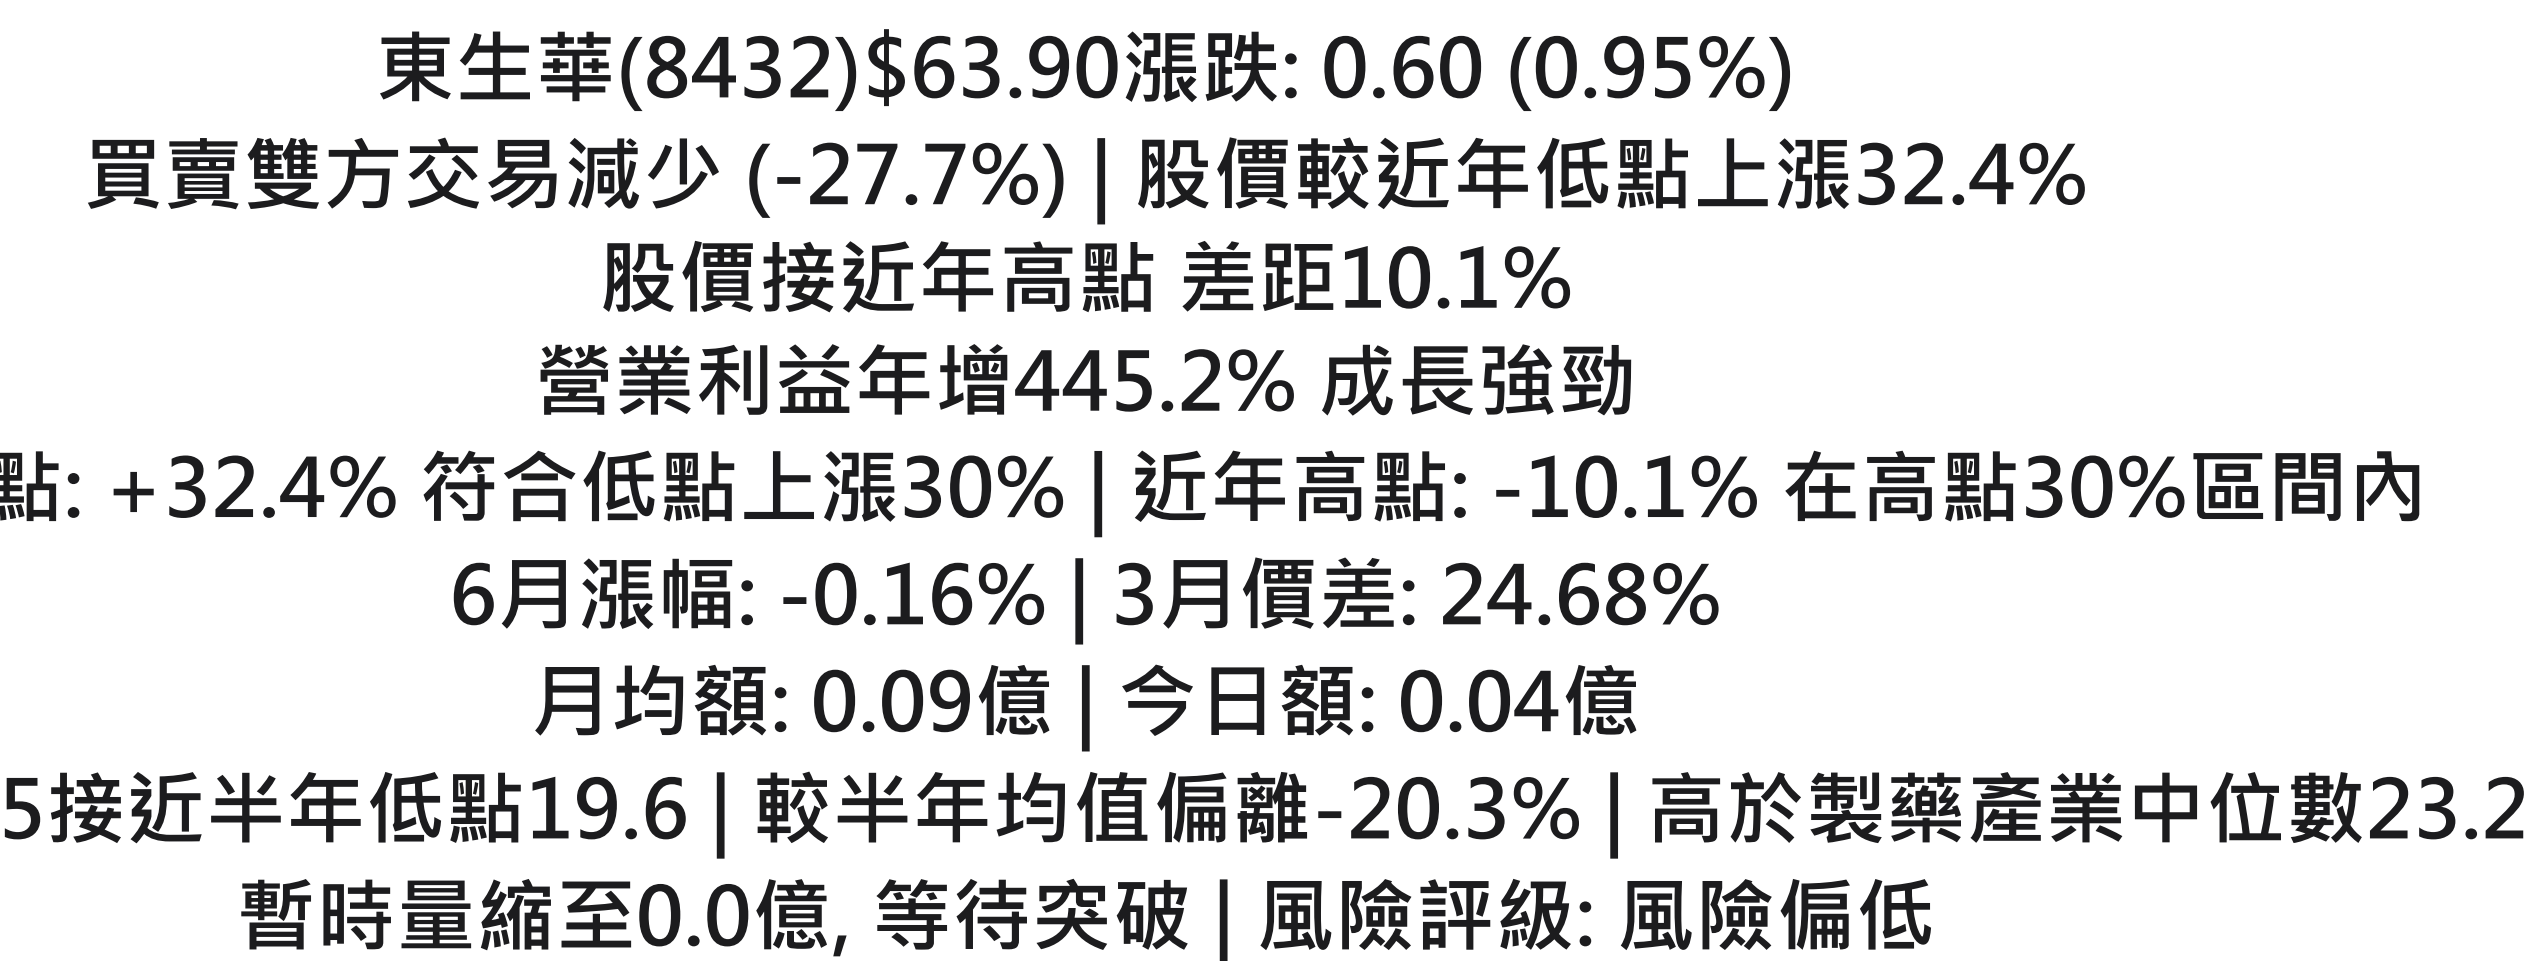 東生華(8432)$63.90漲跌: 0.60 (0.95%)
買賣雙方交易減少 (-27.7%) | 股價較近年低點上漲32.4%
股價接近年高點 差距10.1%
營業利益年增445.2% 成長強勁
點: +32.4% 符合低點上漲30% | 近年高點: -10.1% 在高點30%區間內
6月漲幅: -0.16% | 3月價差: 24.68%
月均額: 0.09億 | 今日額: 0.04億
5接近半年低點19.6 | 較半年均值偏離-20.3% | 高於製藥產業中位數23.2
暫時量縮至0.0億, 等待突破 | 風險評級: 風險偏低